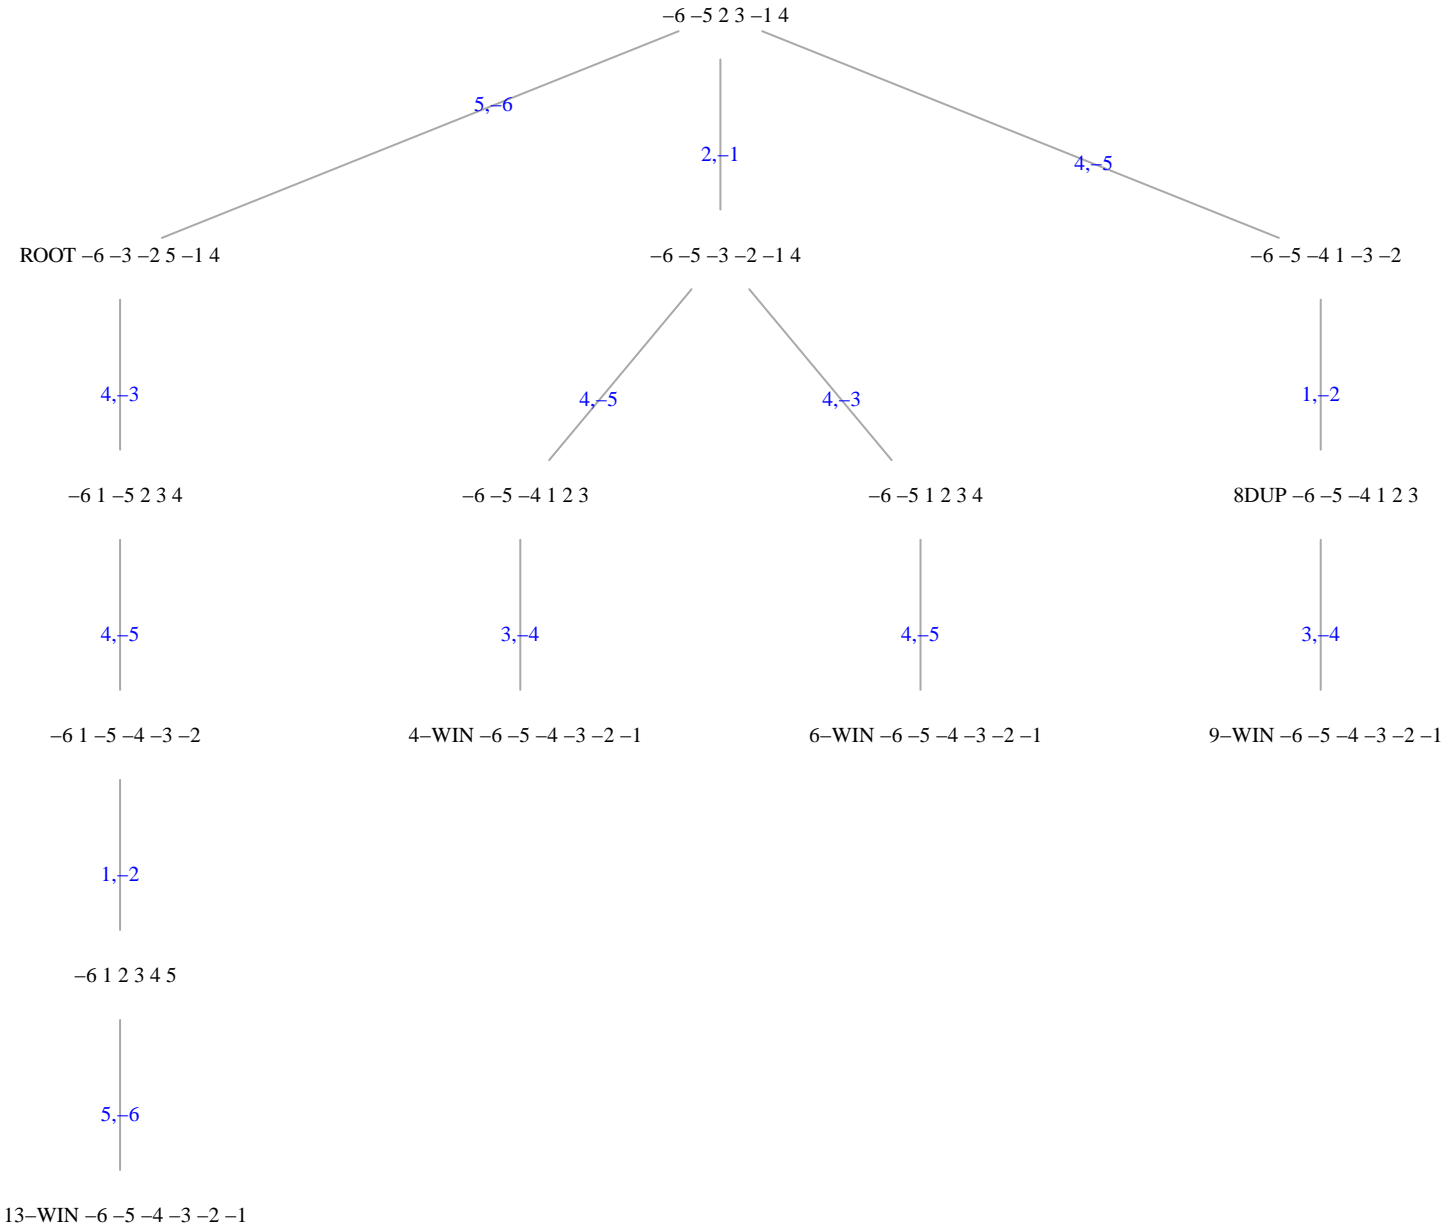 −6 −5 2 3 −1 4
5,−6
2,−1
4,−5
ROOT −6 −3 −2 5 −1 4
−6 −5 −3 −2 −1 4
−6 −5 −4 1 −3 −2
4,−3
4,−5
4,−3
1,−2
−6 1 −5 2 3 4
−6 −5 −4 1 2 3
−6 −5 1 2 3 4
8DUP −6 −5 −4 1 2 3
4,−5
3,−4
4,−5
3,−4
−6 1 −5 −4 −3 −2
4−WIN −6 −5 −4 −3 −2 −1
6−WIN −6 −5 −4 −3 −2 −1
9−WIN −6 −5 −4 −3 −2 −1
1,−2
−6 1 2 3 4 5
5,−6
13−WIN −6 −5 −4 −3 −2 −1